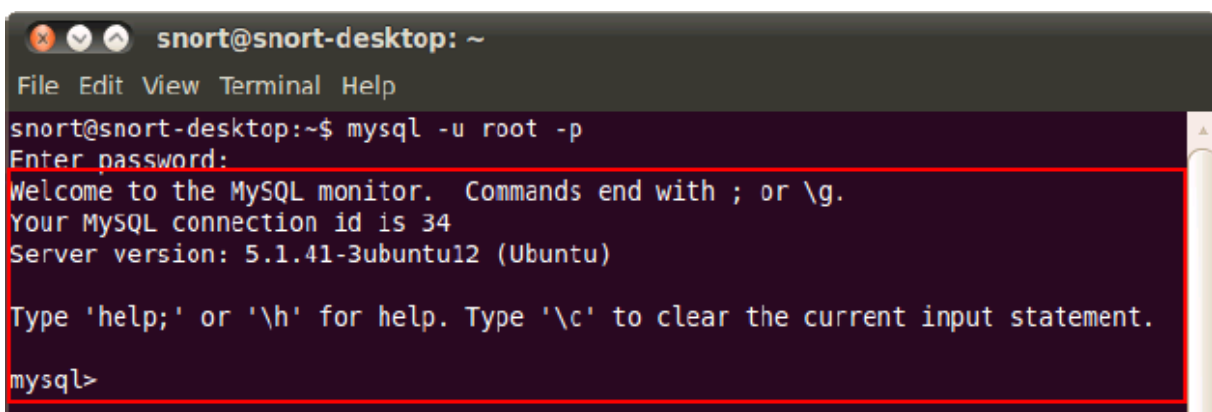 snort@snort-desktop: ~
File Edit View Terminal Help
snort@snort-desktop:~$ mysql -u root -p
Enter password:
Welcome to the MySQL monitor.  Commands end with ; or \g.
Your MySQL connection id is 34
Server version: 5.1.41-3ubuntu12 (Ubuntu)
Type 'help;' or '\h' for help. Type '\c' to clear the current input statement.
mysql>